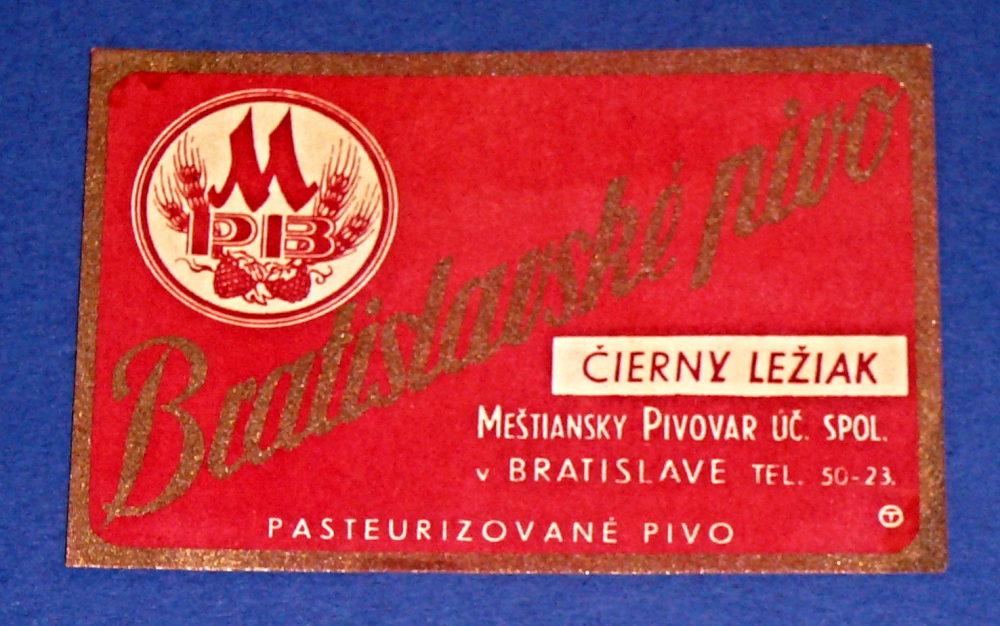 M
PB
Bratislavské pivo
ČIERNY LEŽIAK
MEŠTIANSKY PIVOVAR ÚČ. SPOL.
v BRATISLAVE TEL. 50-23.
T
PASTEURIZOVANÉ PIVO